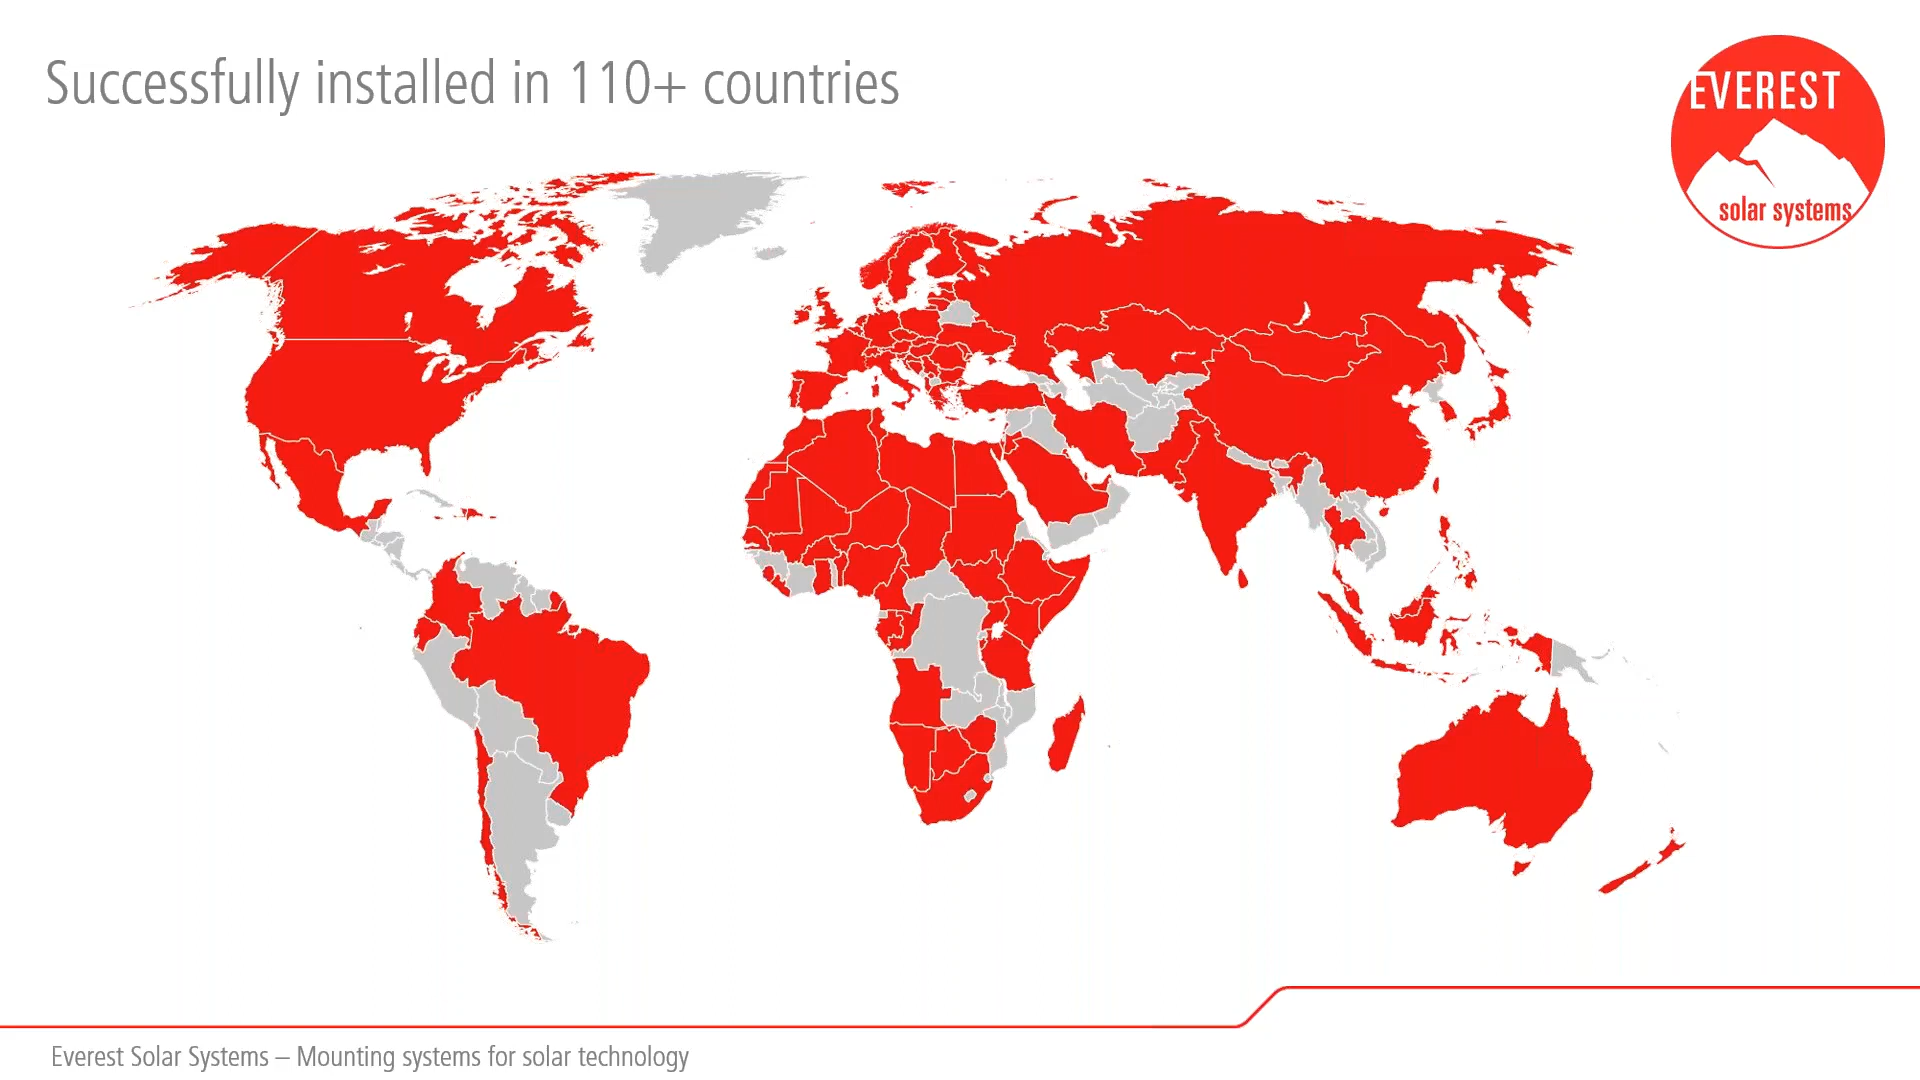 Successfully installed in 110+ countries
EVEREST
solar systems
Everest Solar Systems – Mounting systems for solar technology